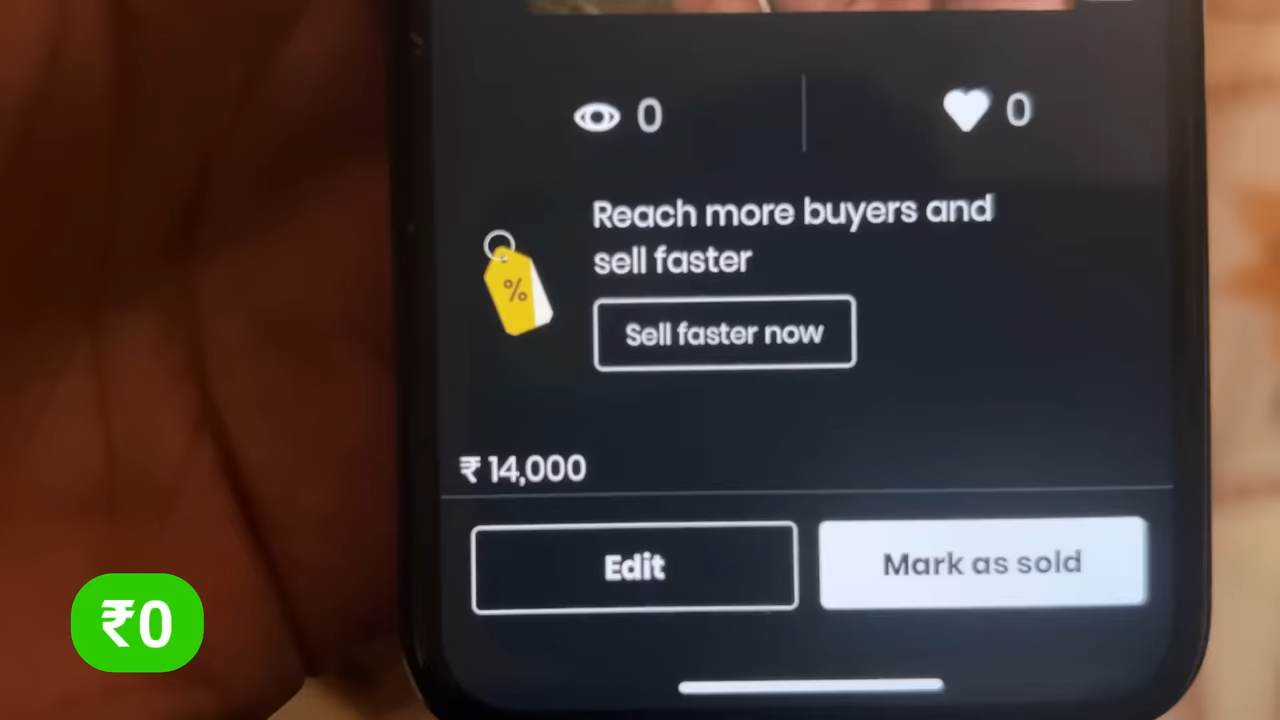 0
0
Reach more buyers and
sell faster
%
Sell faster now
₹ 14,000
Edit
Mark as sold
₹0